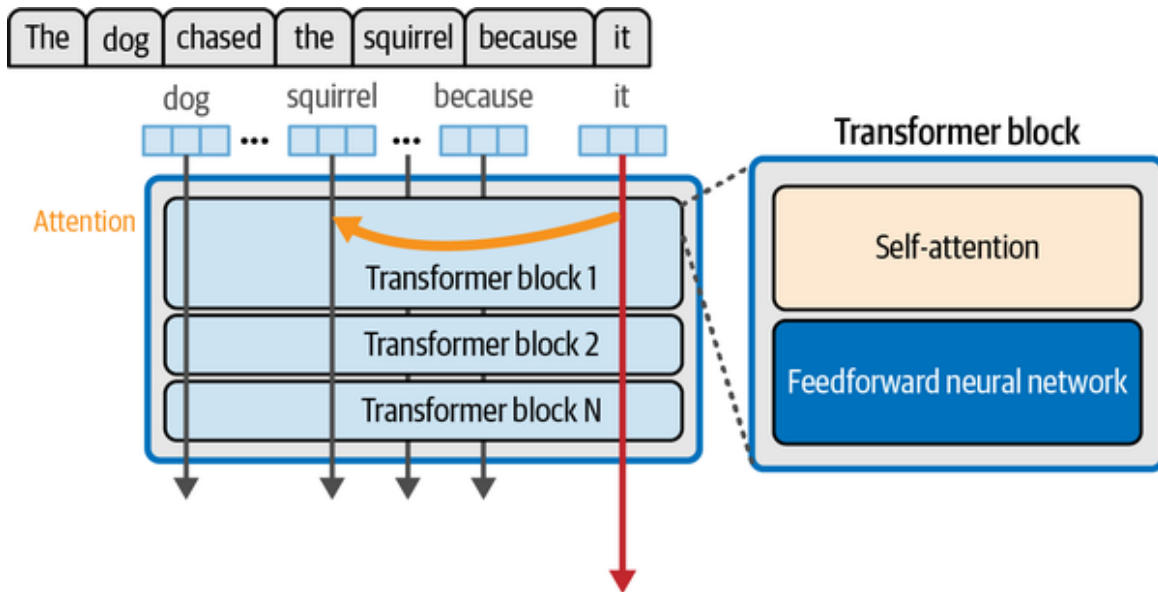 The dog chased the squirrel because it
dog ... squirrel ... because it
Transformer block
Attention
Transformer block 1
Transformer block 2
Transformer block N
Self-attention
Feedforward neural network